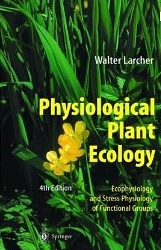 Walter Larcher
Physiological
Plant
Ecology
4th Edition
Ecophysiology
and Stress Physiology
of Functional Groups
Springer